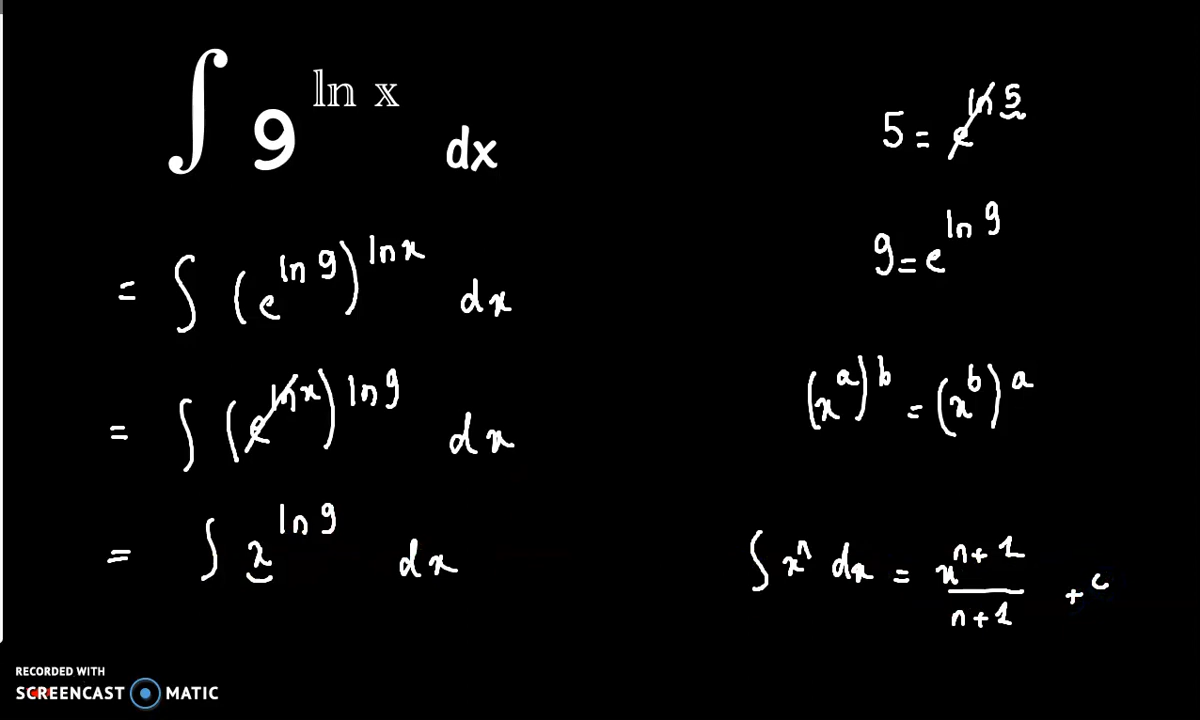 ∫ 9^(ln x) dx
= ∫ (e^(ln 9))^(ln x) dx
= ∫ (e^(ln x))^(ln 9) dx
= ∫ x^(ln 9) dx
5 = e^(ln 5)
9 = e^(ln 9)
(x^a)^b = (x^b)^a
∫ x^n dx = x^(n+1) / (n+1) + c
RECORDED WITH
SCREENCAST MATIC